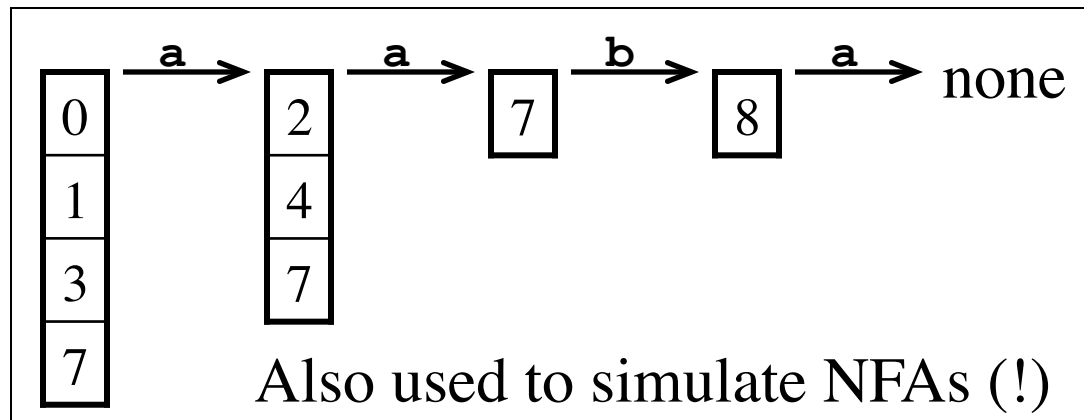 a a b a
0 2 7 8 none
1 4
3 7
7
Also used to simulate NFAs (!)